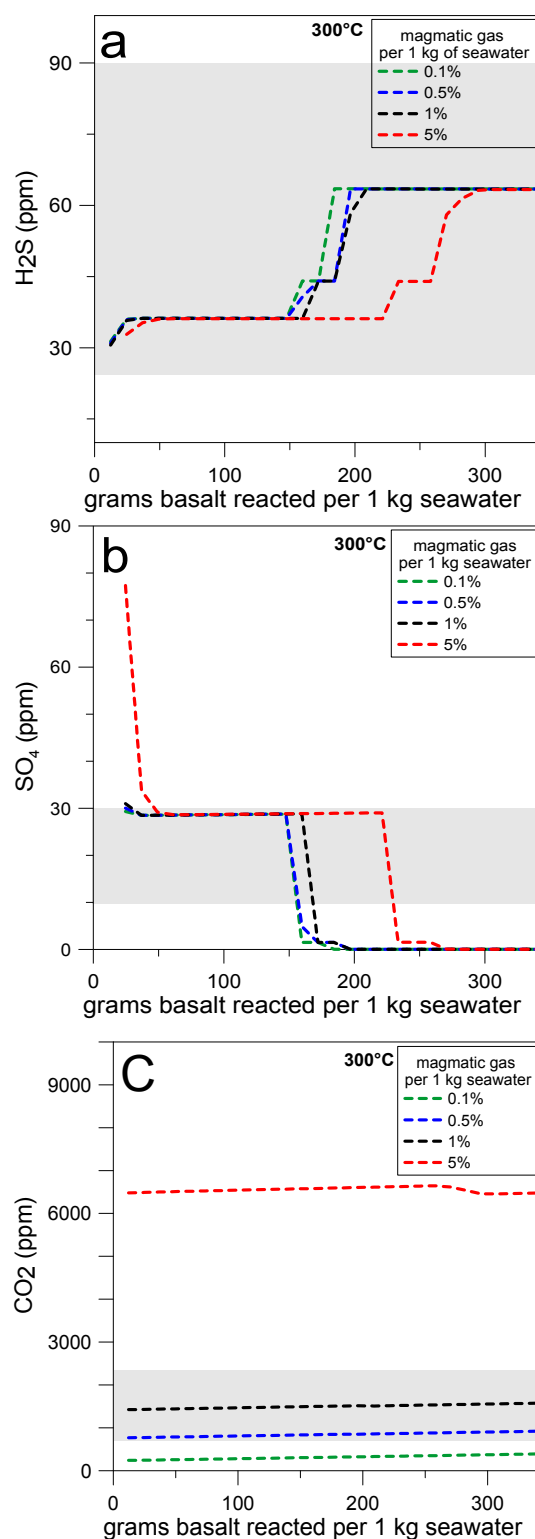 a
300°C
magmatic gas
per 1 kg of seawater
0.1%
0.5%
1%
5%
90
60
30
H2S (ppm)
0 100 200 300
grams basalt reacted per 1 kg seawater
b
300°C
magmatic gas
per 1 kg seawater
0.1%
0.5%
1%
5%
90
60
30
0
SO₄ (ppm)
0 100 200 300
grams basalt reacted per 1 kg seawater
C
300°C
magmatic gas
per 1 kg seawater
0.1%
0.5%
1%
5%
9000
6000
3000
0
CO2 (ppm)
0 100 200 300
grams basalt reacted per 1 kg seawater